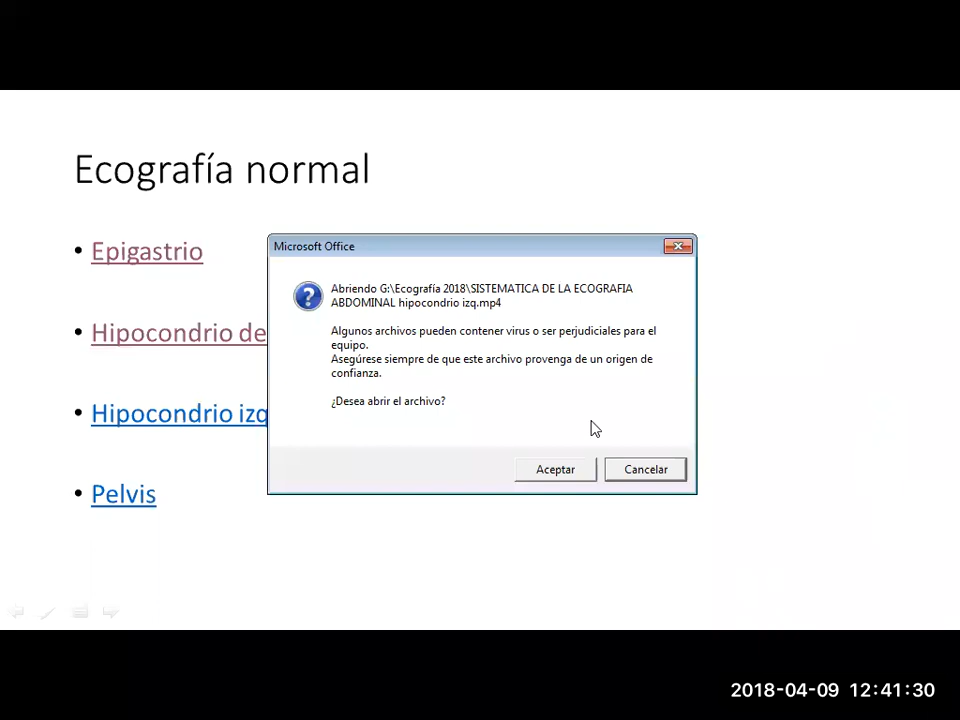 Ecografía normal
• Epigastrio
• Hipocondrio de
• Hipocondrio izq
• Pelvis
Microsoft Office
Abriendo G:\Ecografía 2018\SISTEMATICA DE LA ECOGRAFIA
ABDOMINAL hipocondrio izq.mp4
Algunos archivos pueden contener virus o ser perjudiciales para el
equipo.
Asegúrese siempre de que este archivo provenga de un origen de
confianza.
¿Desea abrir el archivo?
Aceptar
Cancelar
2018-04-09 12:41:30